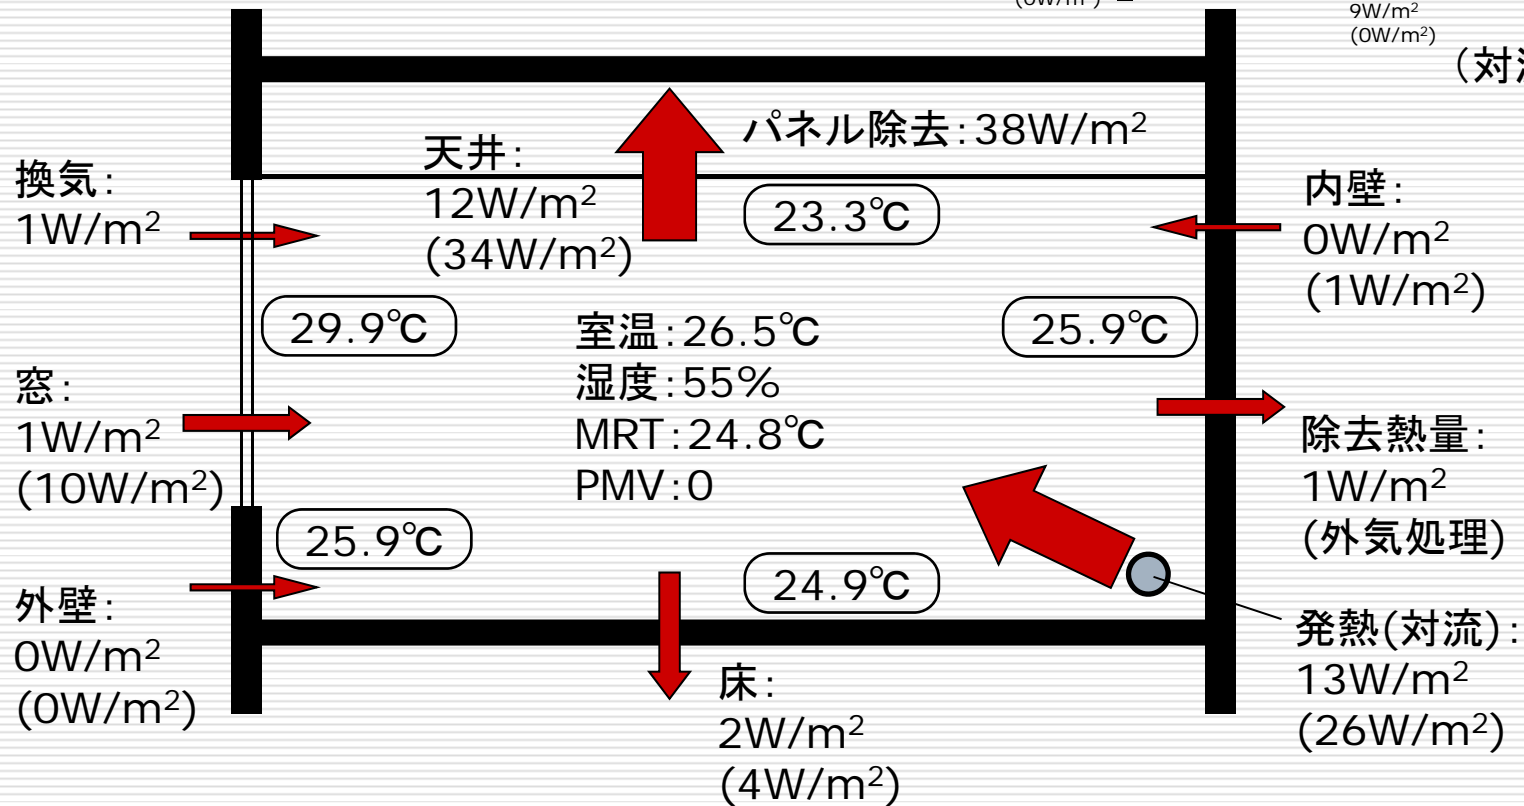 9W/m²
(0W/m²)
パネル除去:38W/m²
天井:
12W/m²
(34W/m²)
換気:
1W/m²
23.3℃
内壁:
0W/m²
(1W/m²)
29.9℃
室温:26.5℃
湿度:55%
MRT:24.8℃
PMV:0
25.9℃
窓:
1W/m²
(10W/m²)
除去熱量:
1W/m²
(外気処理)
25.9℃
24.9℃
外壁:
0W/m²
(0W/m²)
発熱(対流):
13W/m²
(26W/m²)
床:
2W/m²
(4W/m²)